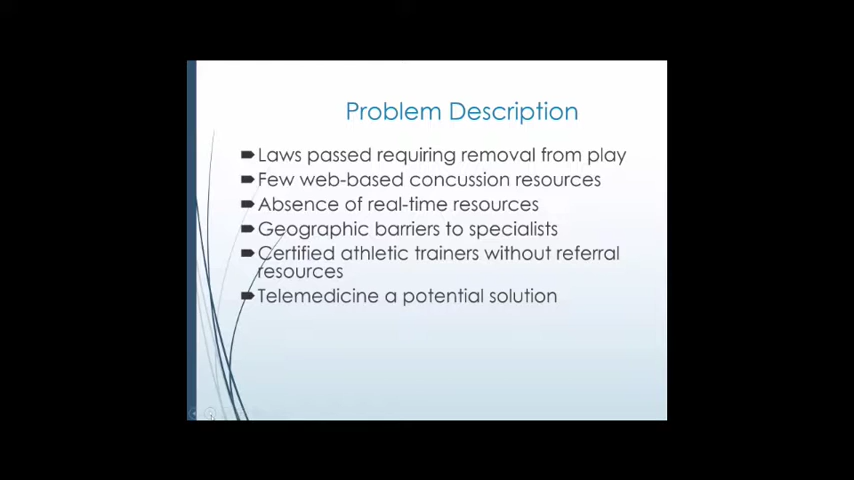 Problem Description
Laws passed requiring removal from play
Few web-based concussion resources
Absence of real-time resources
Geographic barriers to specialists
Certified athletic trainers without referral
resources
Telemedicine a potential solution